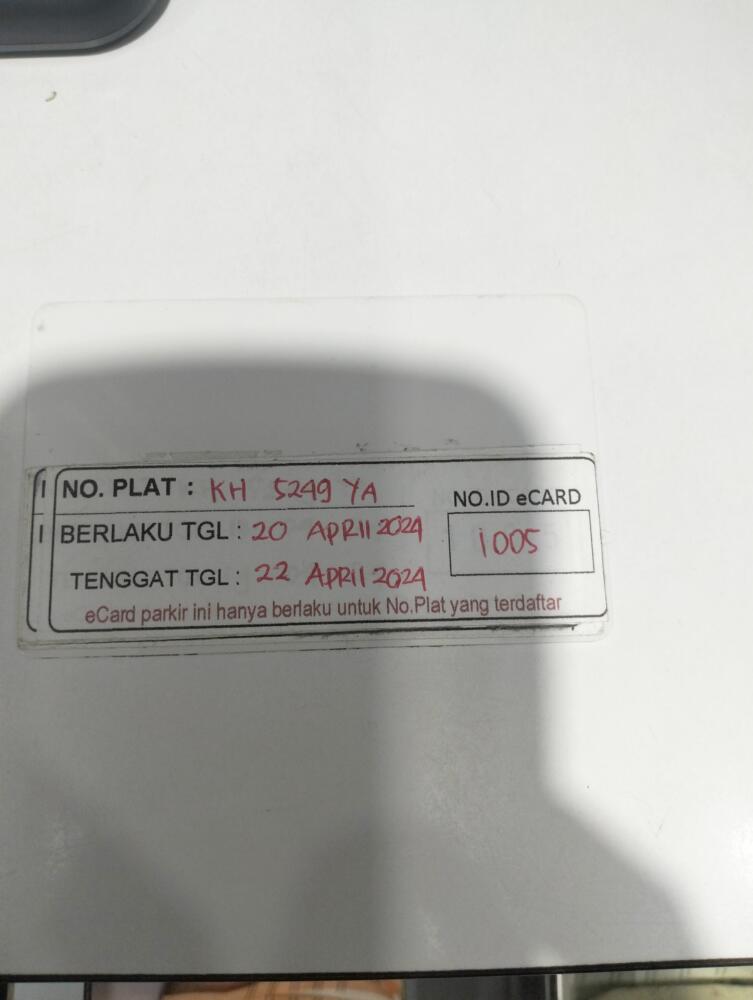 NO. PLAT : KH 5249 YA
NO.ID eCARD
BERLAKU TGL : 20 APRIL 2024
1005
TENGGAT TGL : 22 APRIL 2024
eCard parkir ini hanya berlaku untuk No.Plat yang terdaftar